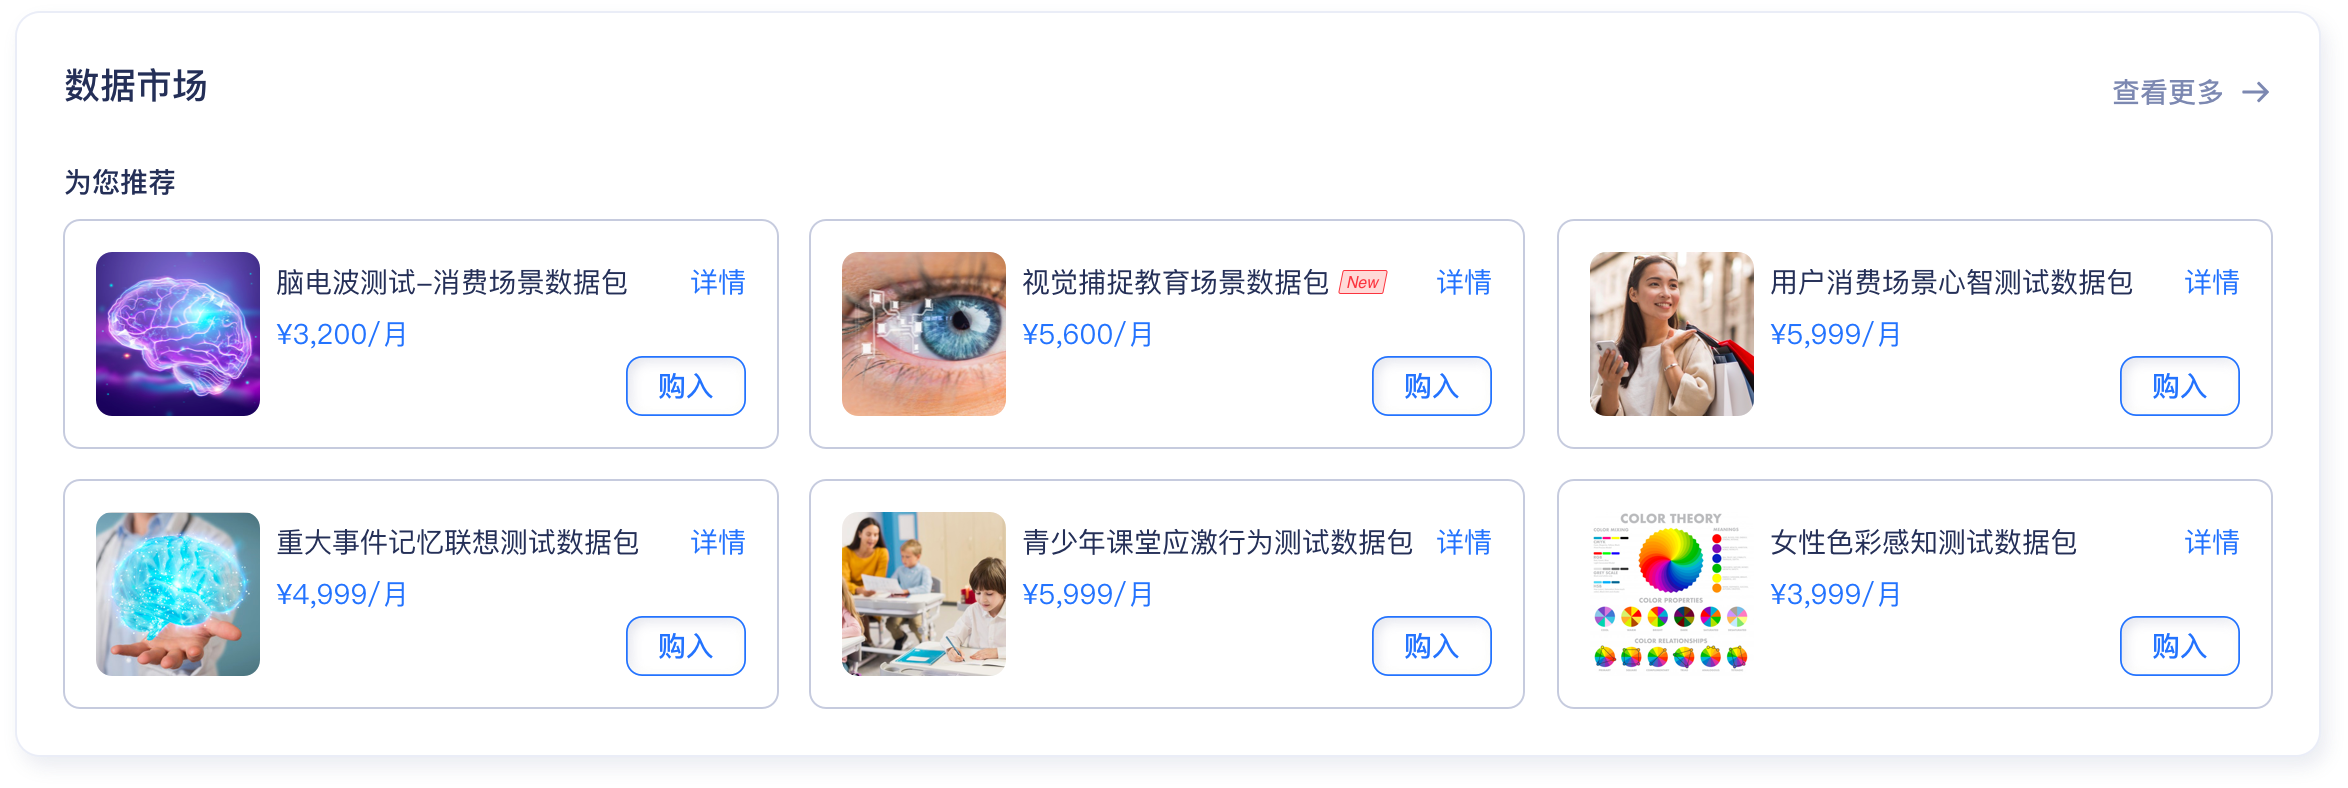 数据市场
查看更多
为您推荐
脑电波测试-消费场景数据包
详情
¥3,200/月
购入
视觉捕捉教育场景数据包 New
详情
¥5,600/月
购入
用户消费场景心智测试数据包
详情
¥5,999/月
购入
重大事件记忆联想测试数据包
详情
¥4,999/月
购入
青少年课堂应激行为测试数据包
详情
¥5,999/月
购入
COLOR THEORY
COLOR MIXING
MEANINGS
GREY SCALE
COLOR PROPERTIES
COLOR RELATIONSHIPS
女性色彩感知测试数据包
详情
¥3,999/月
购入